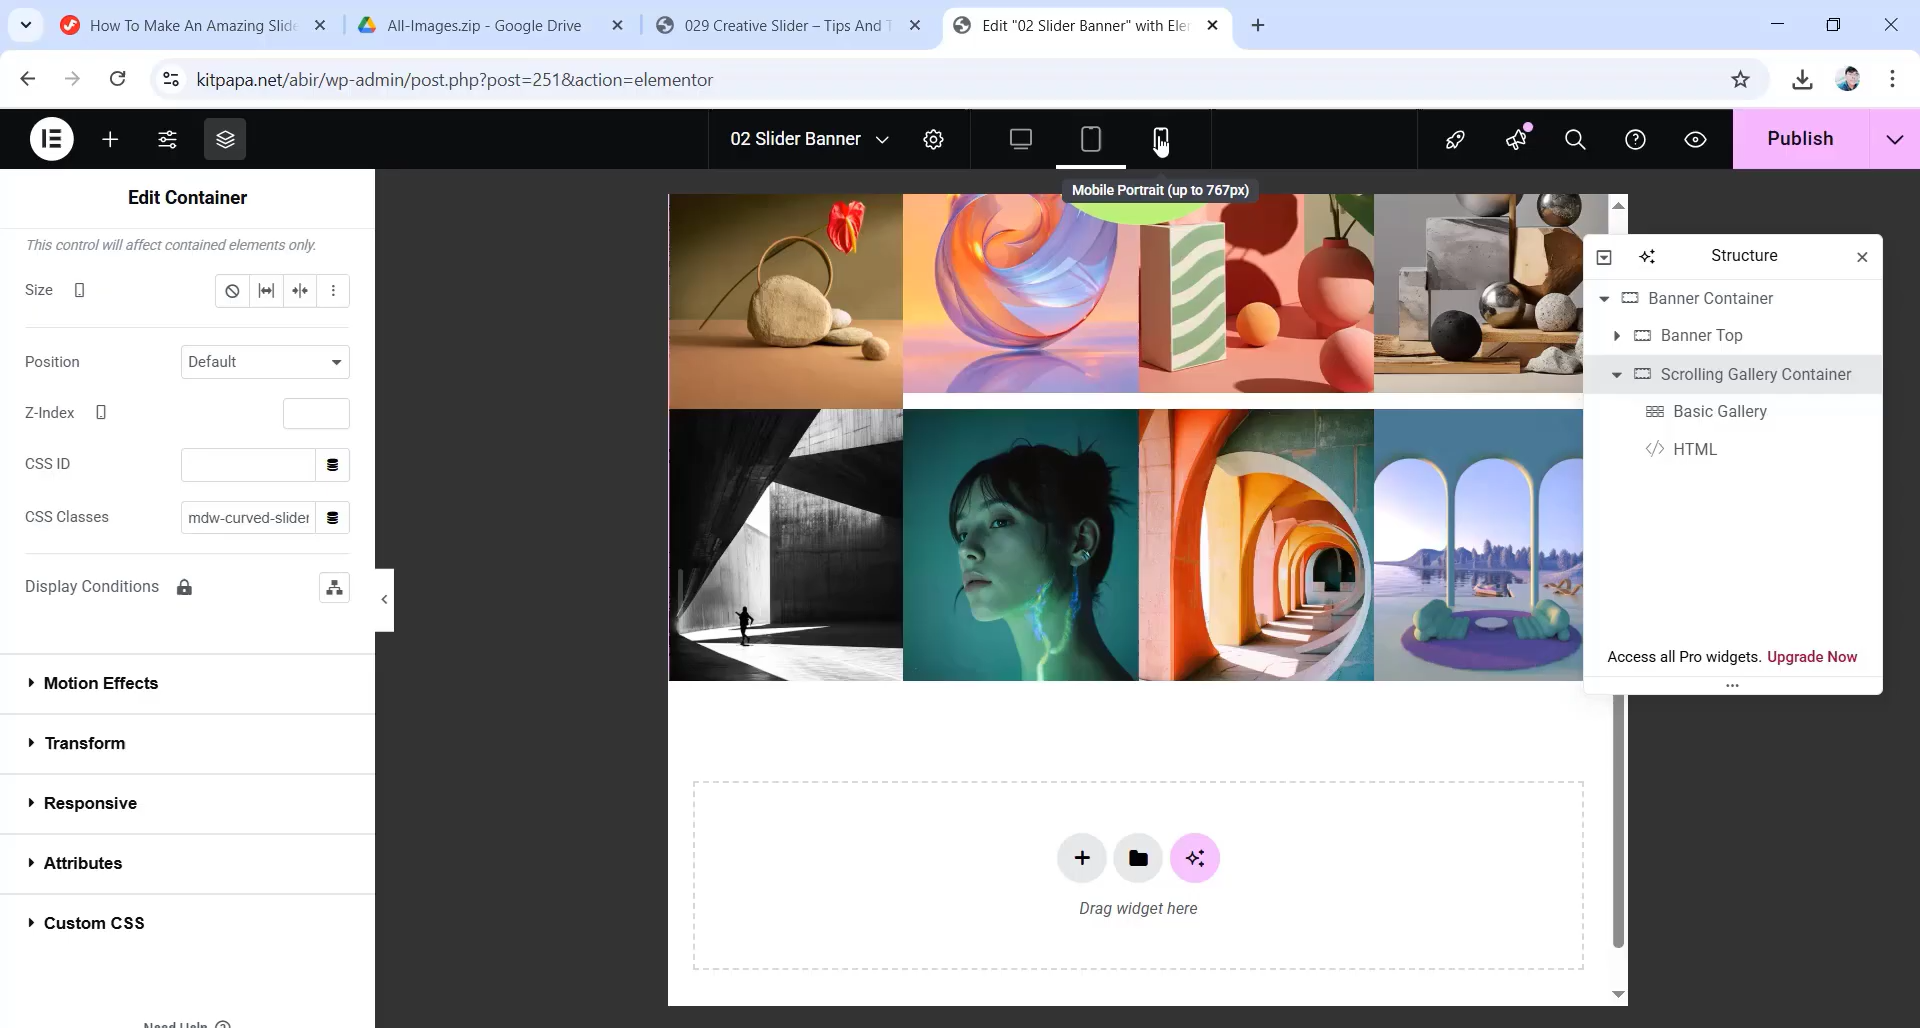 How To Make An Amazing Slide
All-Images.zip - Google Drive
029 Creative Slider – Tips And T
Edit "02 Slider Banner" with Ele
kitpapa.net/abir/wp-admin/post.php?post=251&action=elementor
02 Slider Banner
Publish
Mobile Portrait (up to 767px)
Edit Container
This control will affect contained elements only.
Size
Position
Default
Z-Index
CSS ID
CSS Classes
mdw-curved-slider
Display Conditions
Motion Effects
Transform
Responsive
Attributes
Custom CSS
Need Help
Structure
Banner Container
Banner Top
Scrolling Gallery Container
Basic Gallery
HTML
Access all Pro widgets. Upgrade Now
Drag widget here